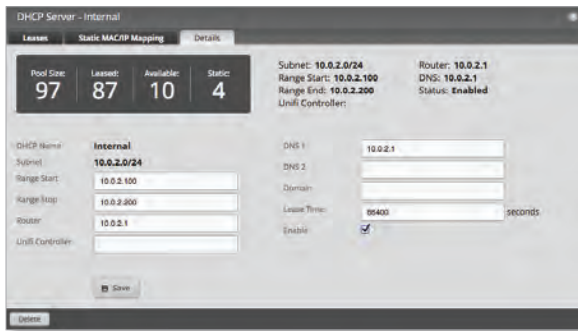 DHCP Server - Internal
Leases Static MAC/IP Mapping Details
Pool Size: Leased: Available: Static:
97 87 10 4
Subnet: 10.0.2.0/24 Router: 10.0.2.1
Range Start: 10.0.2.100 DNS: 10.0.2.1
Range End: 10.0.2.200 Status: Enabled
Unifi Controller:
DHCP Name Internal
Subnet 10.0.2.0/24
Range Start 10.0.2.100
Range Stop 10.0.2.200
Router 10.0.2.1
Unifi Controller
DNS 1 10.0.2.1
DNS 2
Domain
Lease Time 86400 seconds
Enable
Save
Delete